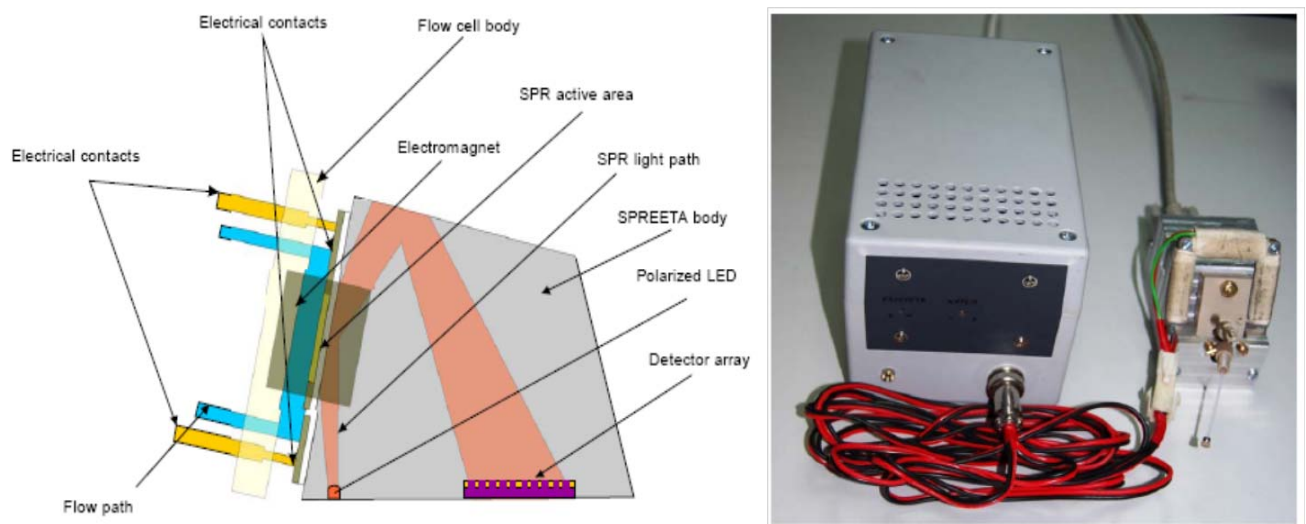 Electrical contacts
Flow cell body
SPR active area
Electromagnet
SPR light path
Electrical contacts
SPREETA body
Polarized LED
Detector array
Flow path